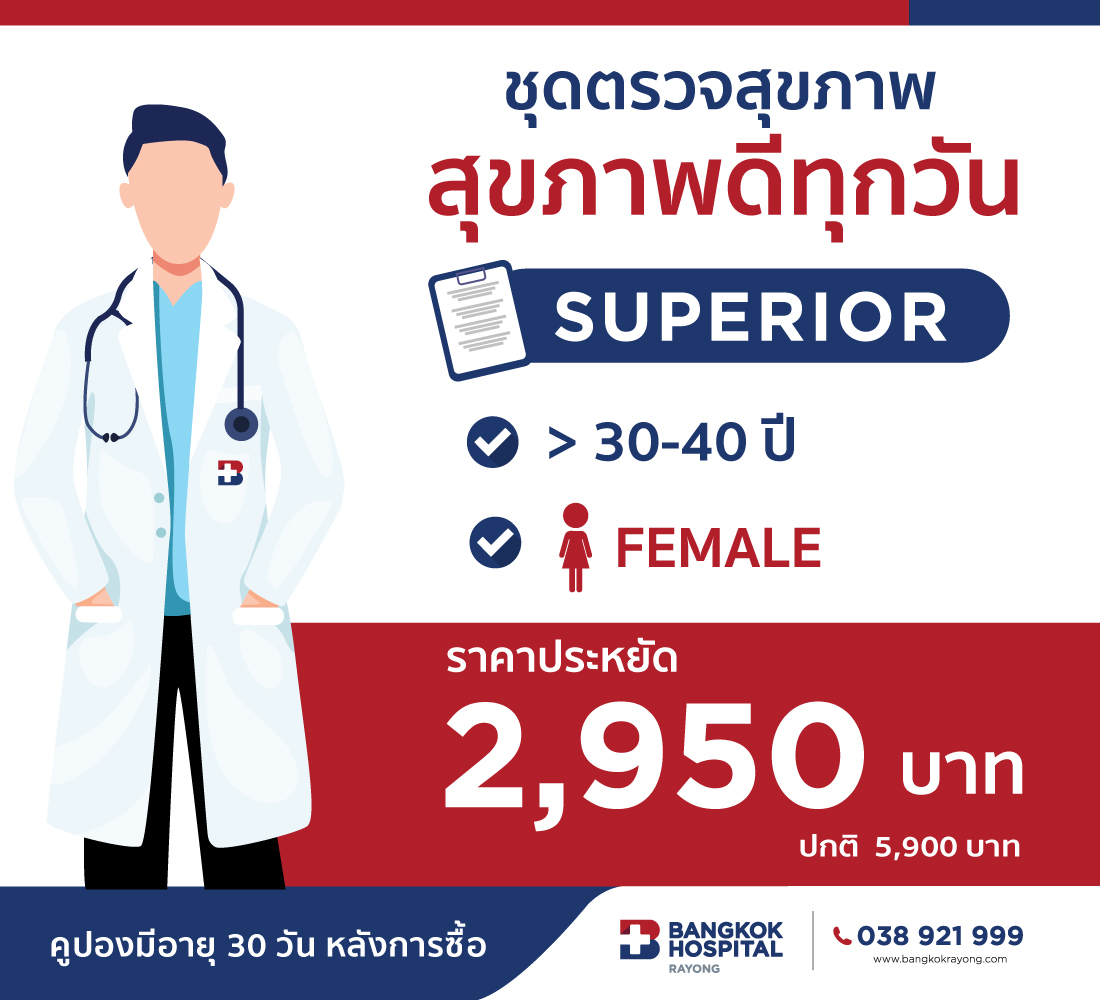 ชุดตรวจสุขภาพ
สุขภาพดีทุกวัน
SUPERIOR
> 30-40 ปี
FEMALE
ราคาประหยัด
2,950 บาท
ปกติ 5,900 บาท
คูปองมีอายุ 30 วัน หลังการซื้อ
BANGKOK
HOSPITAL
RAYONG
038 921 999
www.bangkokrayong.com